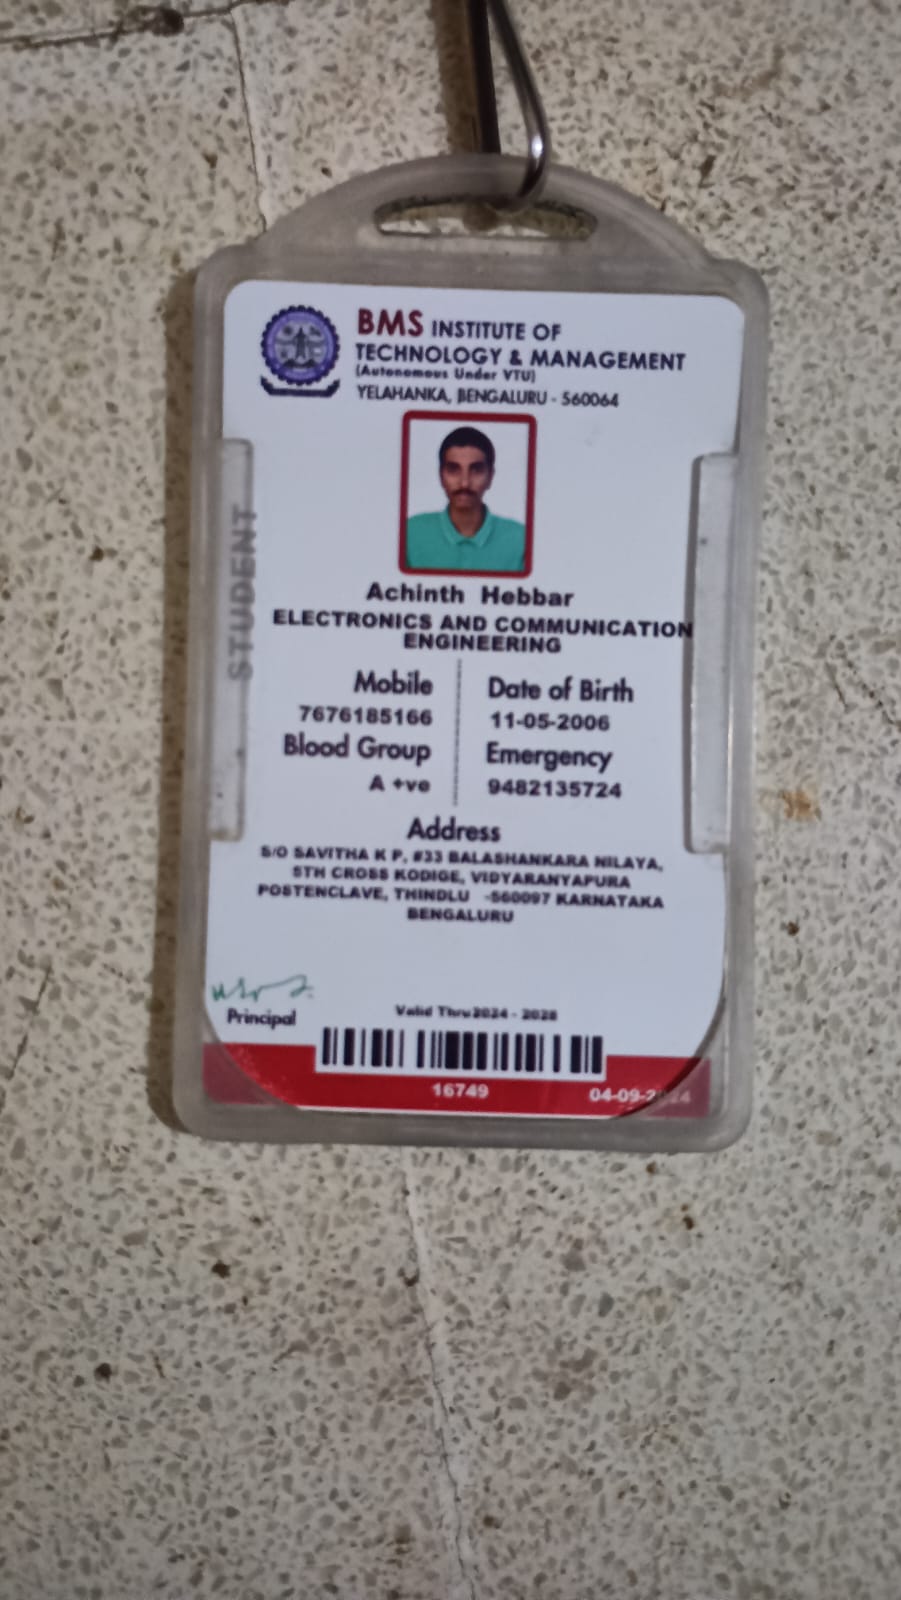 BMS INSTITUTE OF
TECHNOLOGY & MANAGEMENT
(Autonomous Under VTU)
YELAHANKA, BENGALURU - 560064
STUDENT
Achinth Hebbar
ELECTRONICS AND COMMUNICATION
ENGINEERING
Mobile
7676185166
Date of Birth
11-05-2006
Blood Group
A +ve
Emergency
9482135724
Address
S/O SAVITHA K P, #33 BALASHANKARA NILAYA,
5TH CROSS KODIGE, VIDYARANYAPURA
POSTENCLAVE, THINDLU -560097 KARNATAKA
BENGALURU
Principal
Valid Thru 2024 - 2028
16749
04-09-2024